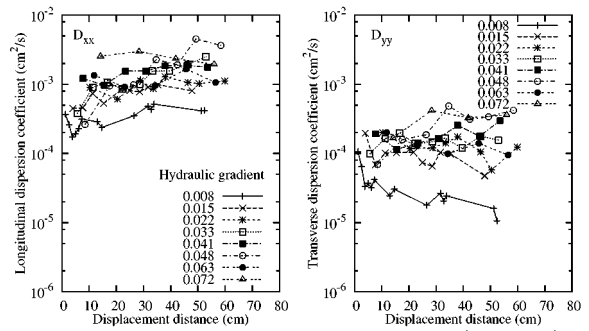 Dxx
Longitudinal dispersion coefficient (cm²/s)
10⁻²
10⁻³
10⁻⁴
10⁻⁵
10⁻⁶
Hydraulic gradient
0.008
0.015
0.022
0.033
0.041
0.048
0.063
0.072
0 10 20 30 40 50 60 70 80
Displacement distance (cm)
Dyy
Transverse dispersion coefficient (cm²/s)
10⁻²
10⁻³
10⁻⁴
10⁻⁵
10⁻⁶
0.008
0.015
0.022
0.033
0.041
0.048
0.063
0.072
0 10 20 30 40 50 60 70 80
Displacement distance (cm)